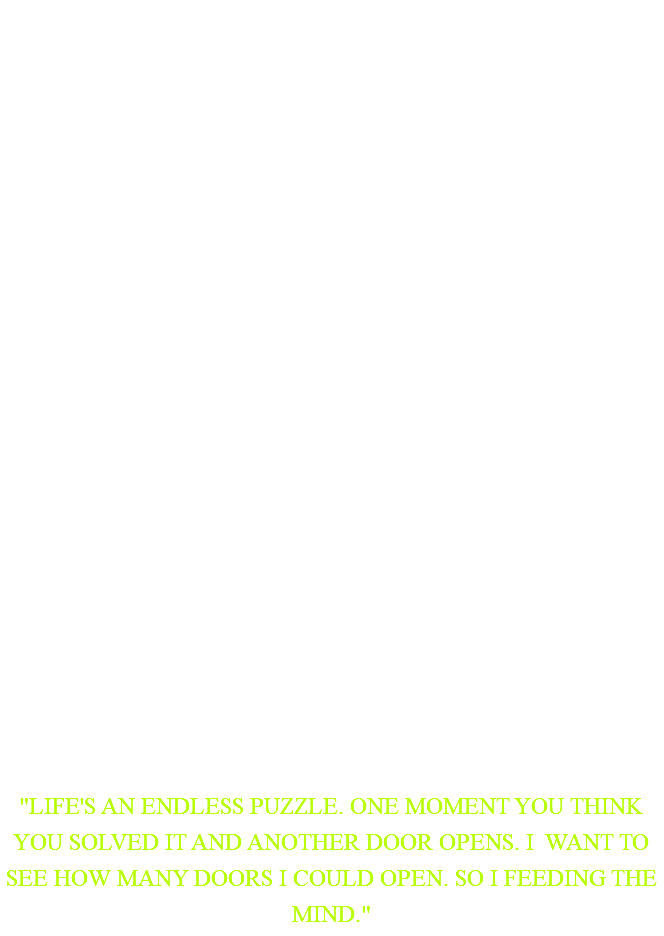 "LIFE'S AN ENDLESS PUZZLE. ONE MOMENT YOU THINK
YOU SOLVED IT AND ANOTHER DOOR OPENS. I  WANT TO
SEE HOW MANY DOORS I COULD OPEN. SO I FEEDING THE
MIND."